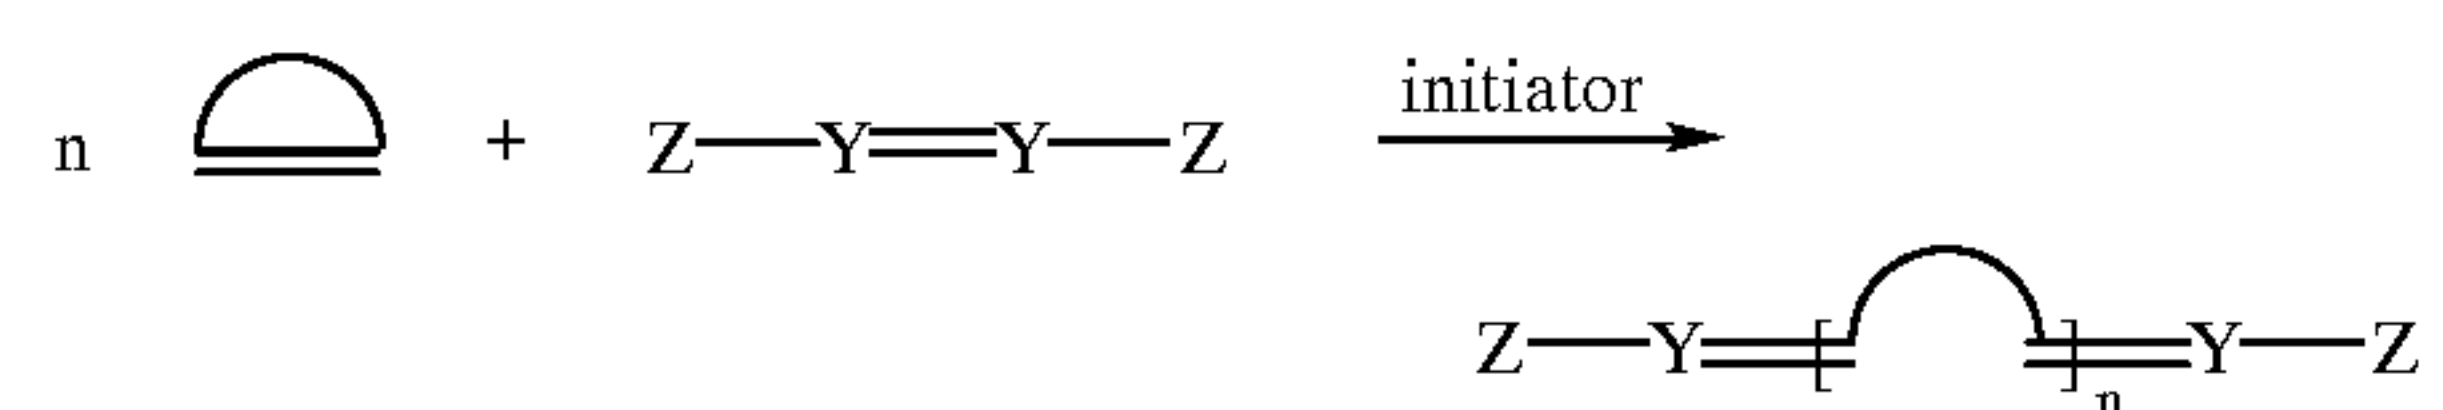 initiator
n + Z—Y=Y—Z
Z—Y=[ ]n=Y—Z